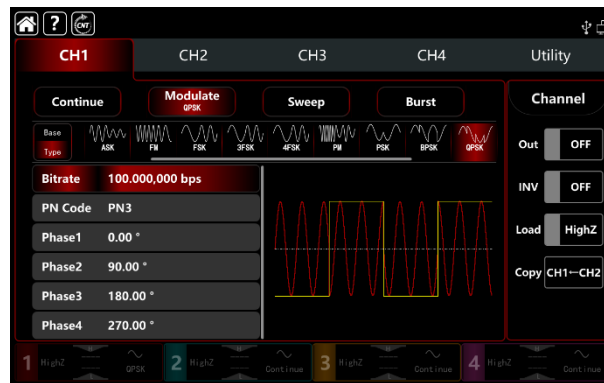 ? CNT
CH1 CH2 CH3 CH4 Utility
Continue Modulate QPSK Sweep Burst Channel
Base Type ASK FM FSK 3FSK 4FSK PM PSK BPSK QPSK
Out OFF
Bitrate 100.000,000 bps
INV OFF
PN Code PN3
Phase1 0.00 °
Load HighZ
Phase2 90.00 °
Copy CH1←CH2
Phase3 180.00 °
Phase4 270.00 °
1 HighZ QPSK 2 HighZ Continue 3 HighZ Continue 4 HighZ Continue